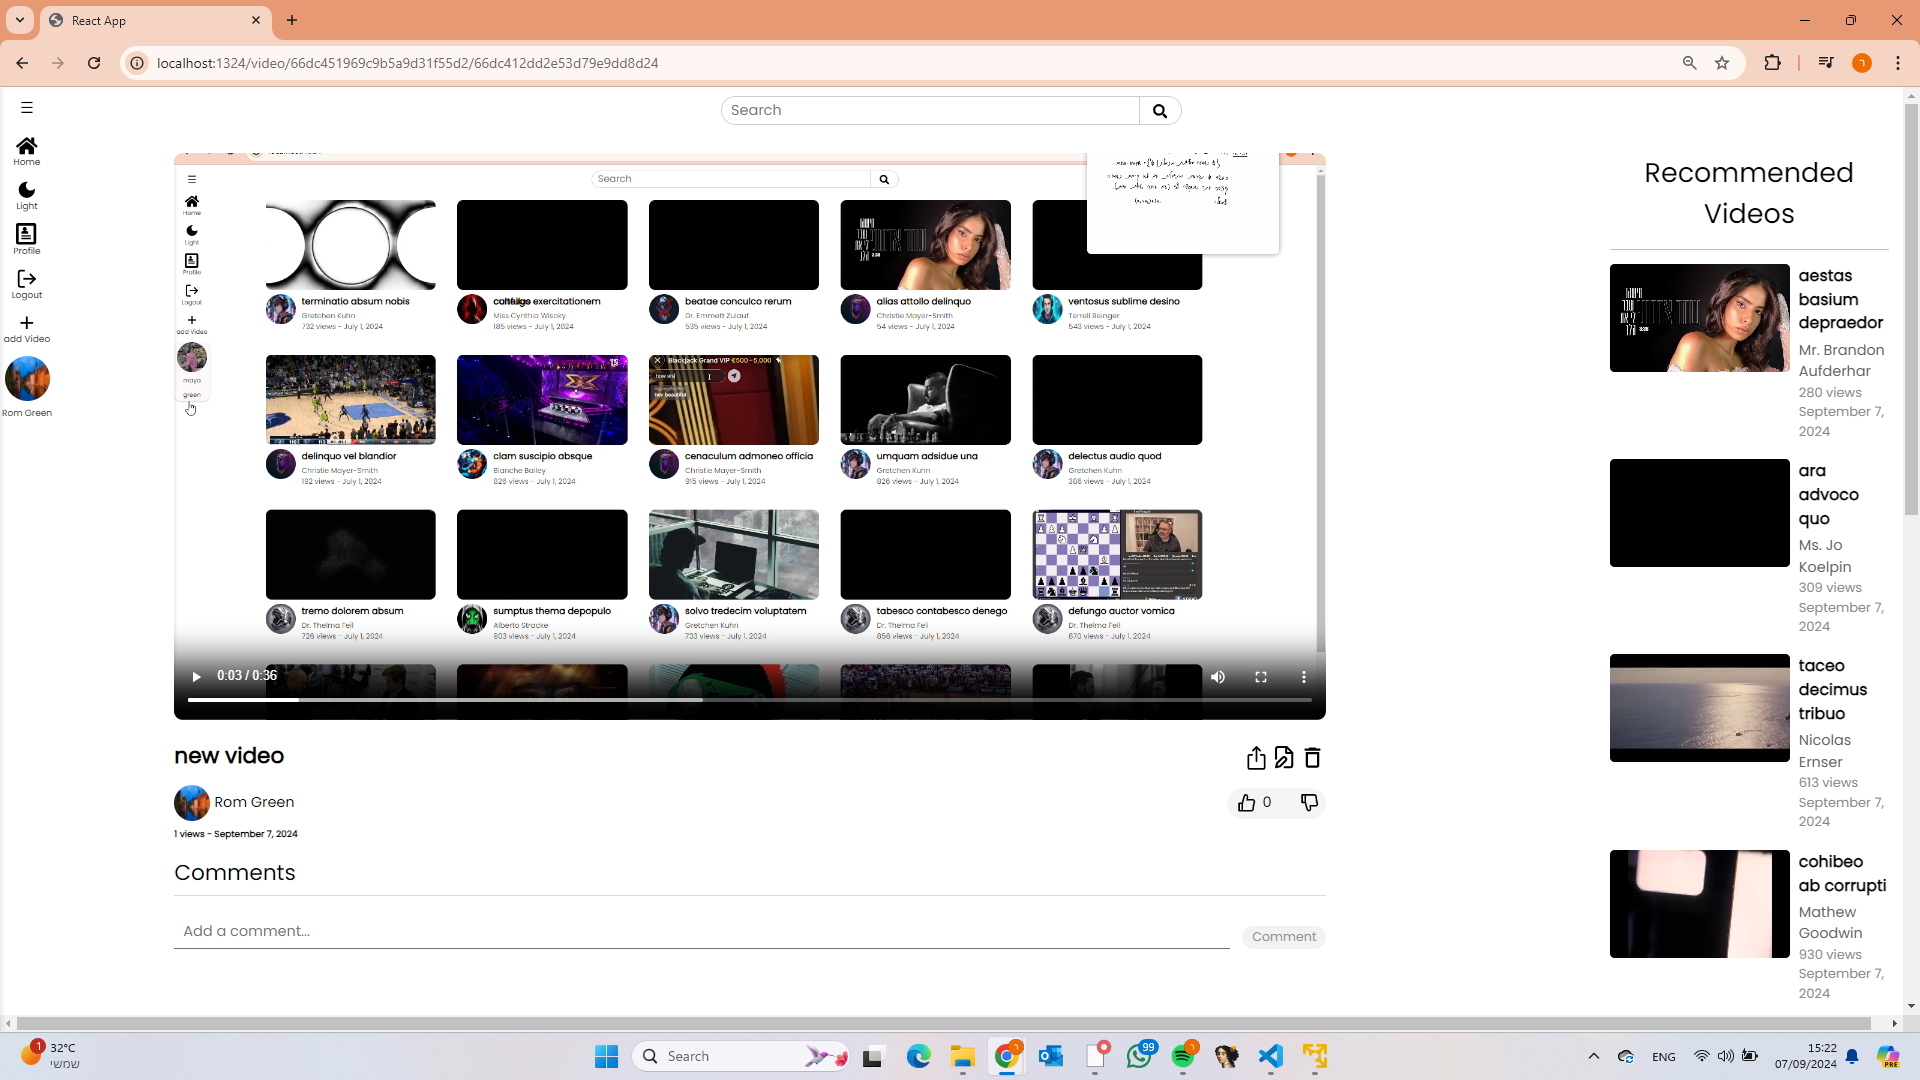 React App
localhost:1324/video/66dc451969c9b5a9d31f55d2/66dc412dd2e53d79e9dd8d24
Search
Home
Light
Profile
Logout
add Video
Rom Green
Search
Home
Light
Profile
Logout
add Video
maya
green
terminatio absum nobis
Gretchen Kuhn
732 views - July 1, 2024
exercitationem
Miss Cynthia Wisoky
185 views - July 1, 2024
beatae conculco rerum
Dr. Emmett Zulauf
535 views - July 1, 2024
alias attollo delinquo
Christie Mayer-Smith
54 views - July 1, 2024
ventosus sublime desino
Terrell Reinger
543 views - July 1, 2024
Blackjack Grand VIP €500-5,000
hey beautiful
delinquo vel blandior
Christie Mayer-Smith
192 views - July 1, 2024
clam suscipio absque
Blanche Bailey
826 views - July 1, 2024
cenaculum admoneo officia
Christie Mayer-Smith
915 views - July 1, 2024
umquam adsidue una
Gretchen Kuhn
826 views - July 1, 2024
delectus audio quod
Gretchen Kuhn
386 views - July 1, 2024
tremo dolorem absum
Dr. Thelma Feil
726 views - July 1, 2024
sumptus thema depopulo
Alberto Stracke
903 views - July 1, 2024
solvo tredecim voluptatem
Gretchen Kuhn
733 views - July 1, 2024
tabesco contabesco denego
Dr. Thelma Feil
856 views - July 1, 2024
defungo auctor vomica
Dr. Thelma Feil
870 views - July 1, 2024
0:03 / 0:36
new video
Rom Green
0
1 views - September 7, 2024
Comments
Add a comment...
Comment
Recommended
Videos
aestas
basium
depraedor
Mr. Brandon
Aufderhar
280 views
September 7,
2024
ara
advoco
quo
Ms. Jo
Koelpin
309 views
September 7,
2024
taceo
decimus
tribuo
Nicolas
Ernser
613 views
September 7,
2024
cohibeo
ab corrupti
Mathew
Goodwin
930 views
September 7,
2024
1
32°C
שמשי
Search
99
ENG
15:22
07/09/2024
PRE